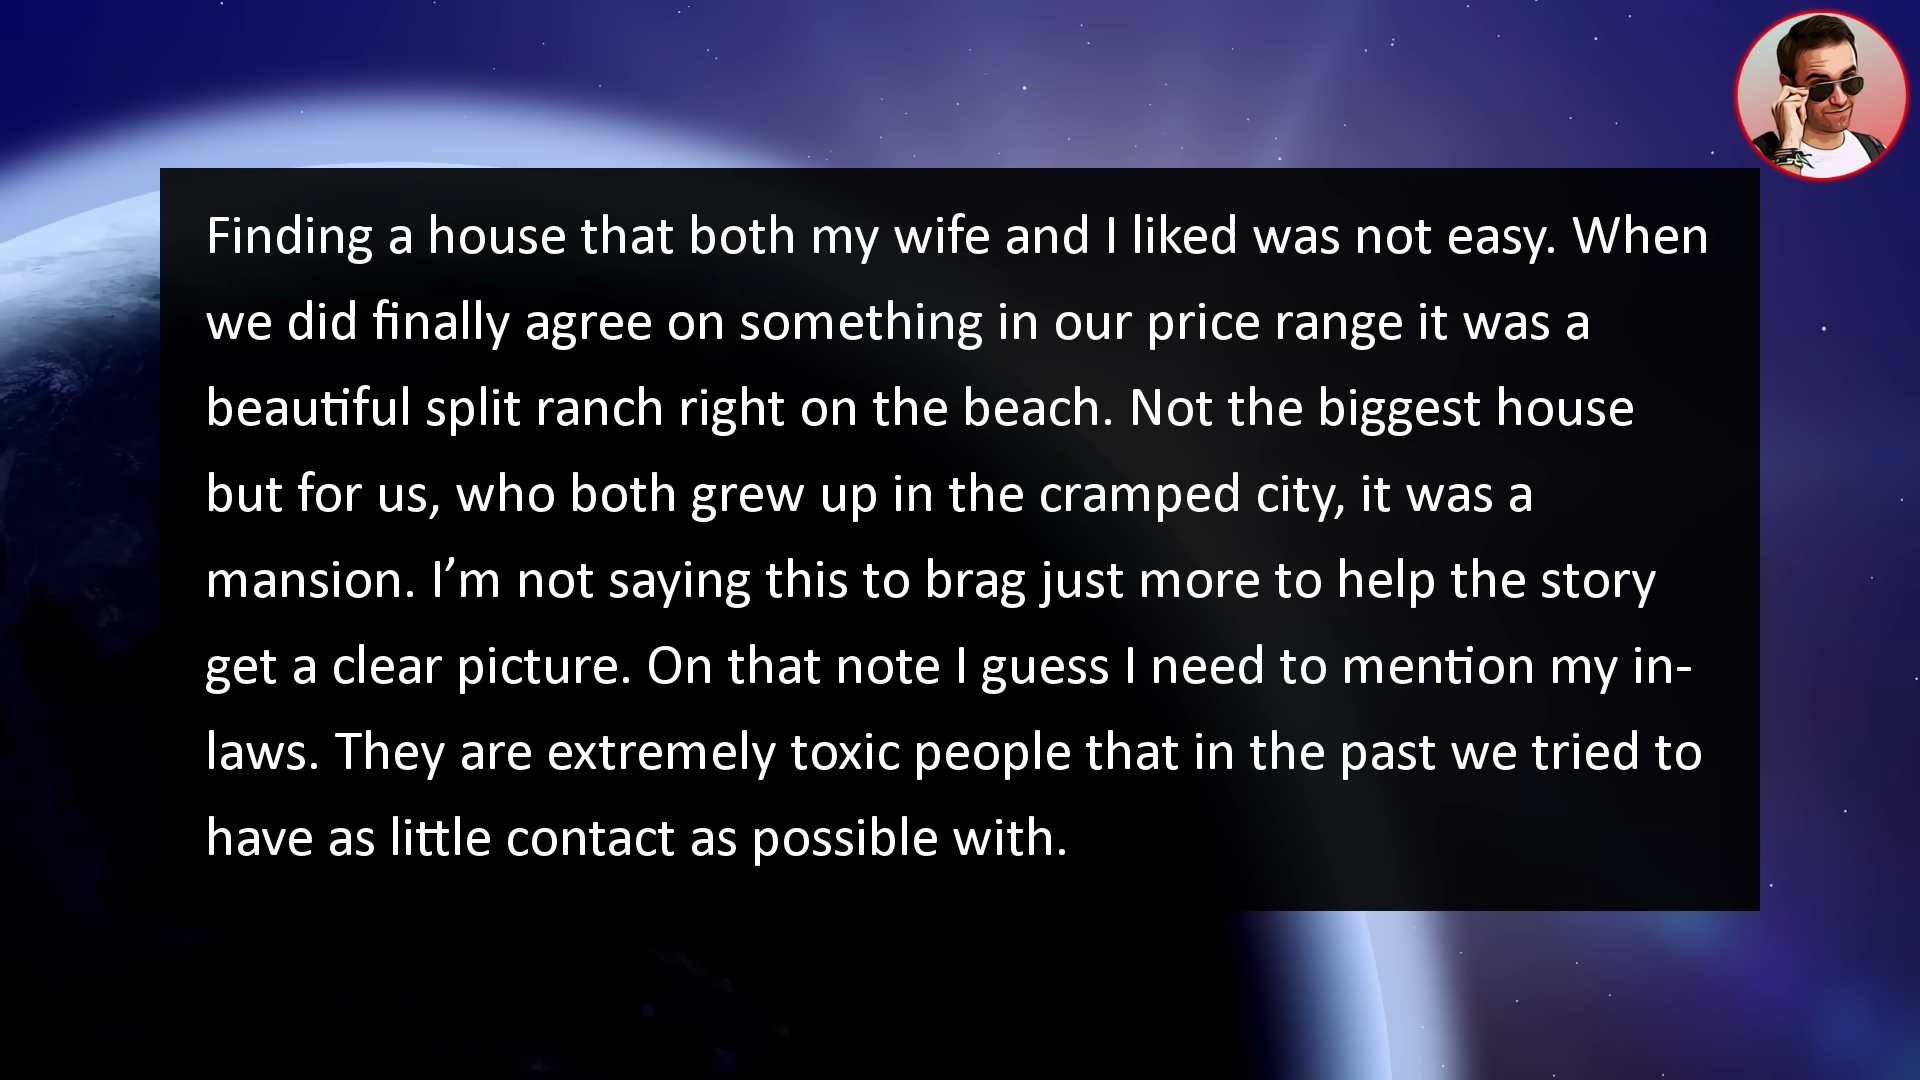 Finding a house that both my wife and I liked was not easy. When
we did finally agree on something in our price range it was a
beautiful split ranch right on the beach. Not the biggest house
but for us, who both grew up in the cramped city, it was a
mansion. I’m not saying this to brag just more to help the story
get a clear picture. On that note I guess I need to mention my in-
laws. They are extremely toxic people that in the past we tried to
have as little contact as possible with.